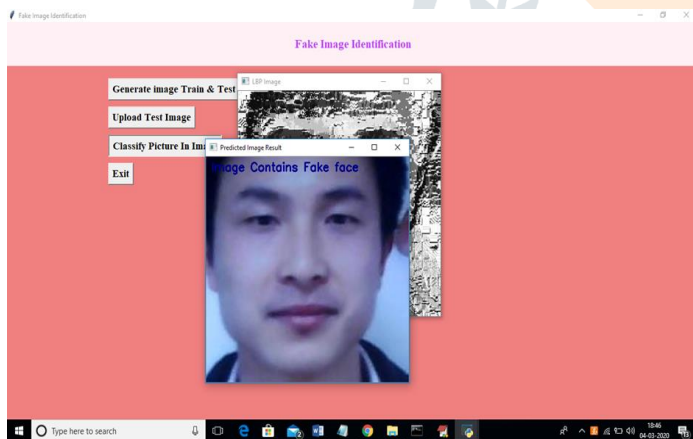 Fake Image Identification
Fake Image Identification
Generate image Train & Test
LBP Image
Upload Test Image
Classify Picture In Im
Predicted Image Result
Image Contains Fake face
Exit
Type here to search
18:46
04-03-2020